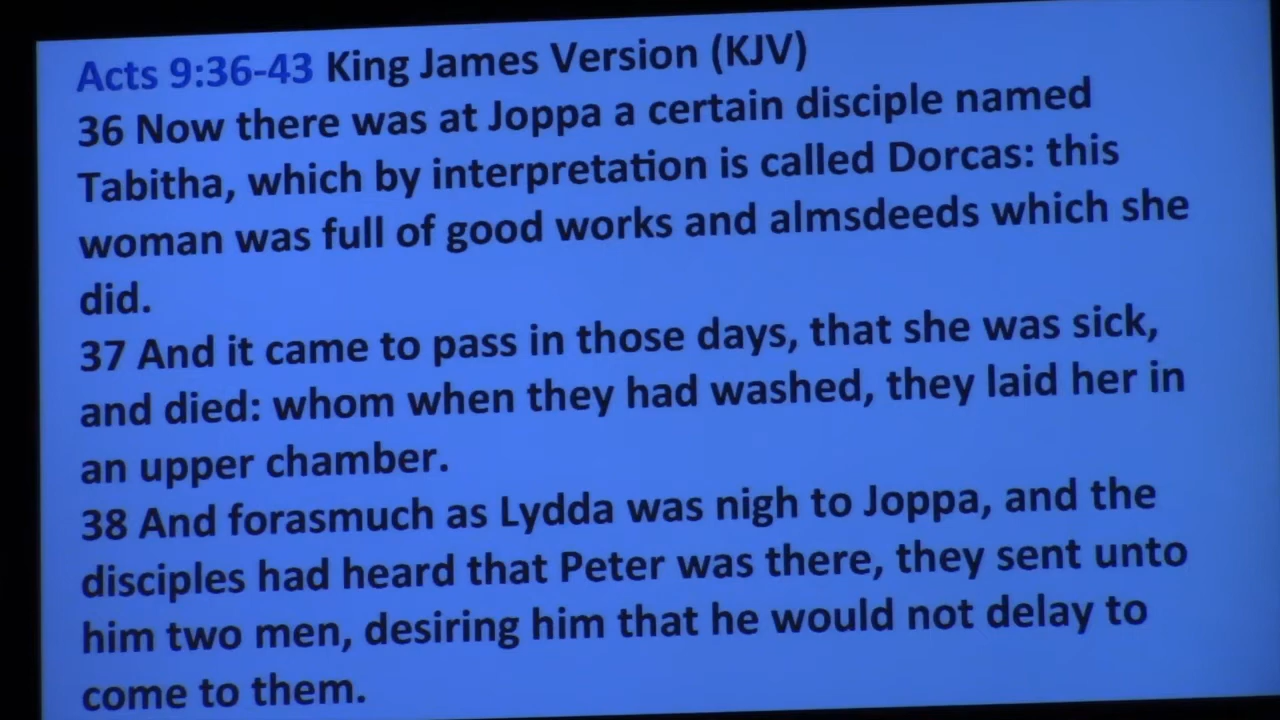 Acts 9:36-43 King James Version (KJV)
36 Now there was at Joppa a certain disciple named
Tabitha, which by interpretation is called Dorcas: this
woman was full of good works and almsdeeds which she
did.
37 And it came to pass in those days, that she was sick,
and died: whom when they had washed, they laid her in
an upper chamber.
38 And forasmuch as Lydda was nigh to Joppa, and the
disciples had heard that Peter was there, they sent unto
him two men, desiring him that he would not delay to
come to them.